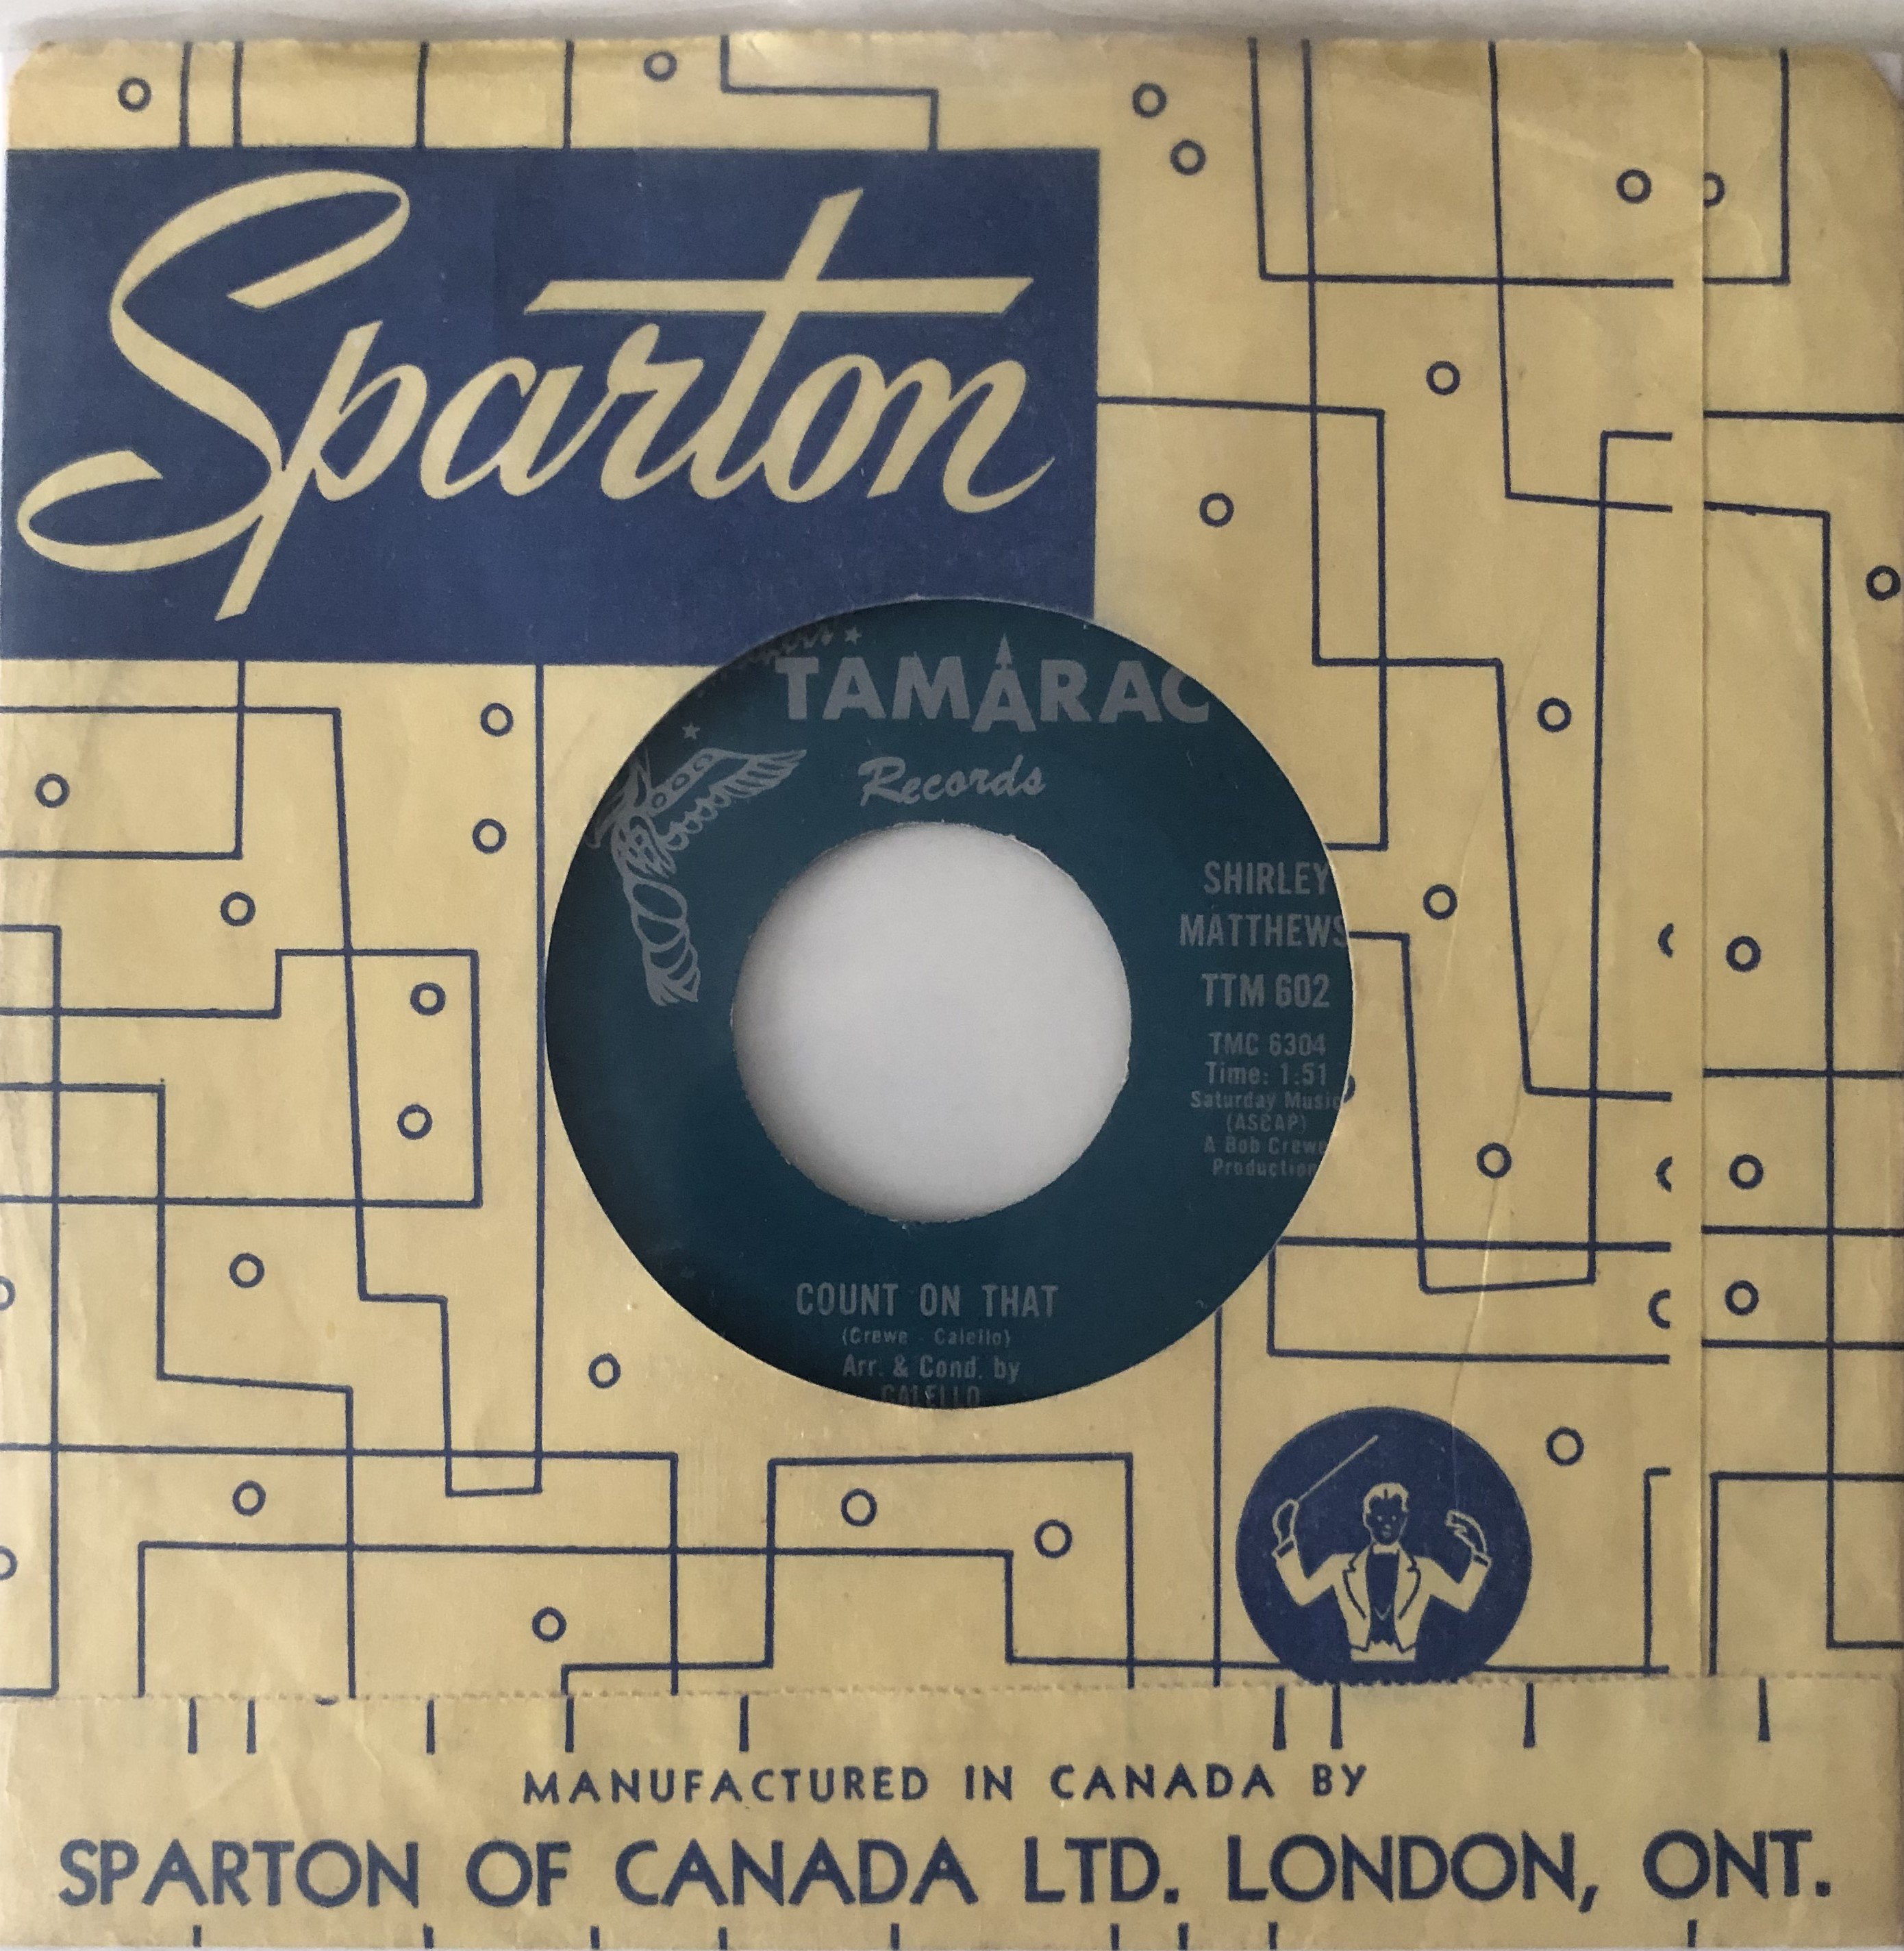 Sparton
TAMARAC
Records
SHIRLEY
MATTHEWS
TTM 602
TMC 6304
Time: 1:51
Saturday Music
(ASCAP)
A Bob Crewe
Production
COUNT ON THAT
(Crewe - Calello)
Arr. & Cond. by
CALELLO
MANUFACTURED IN CANADA BY
SPARTON OF CANADA LTD. LONDON, ONT.